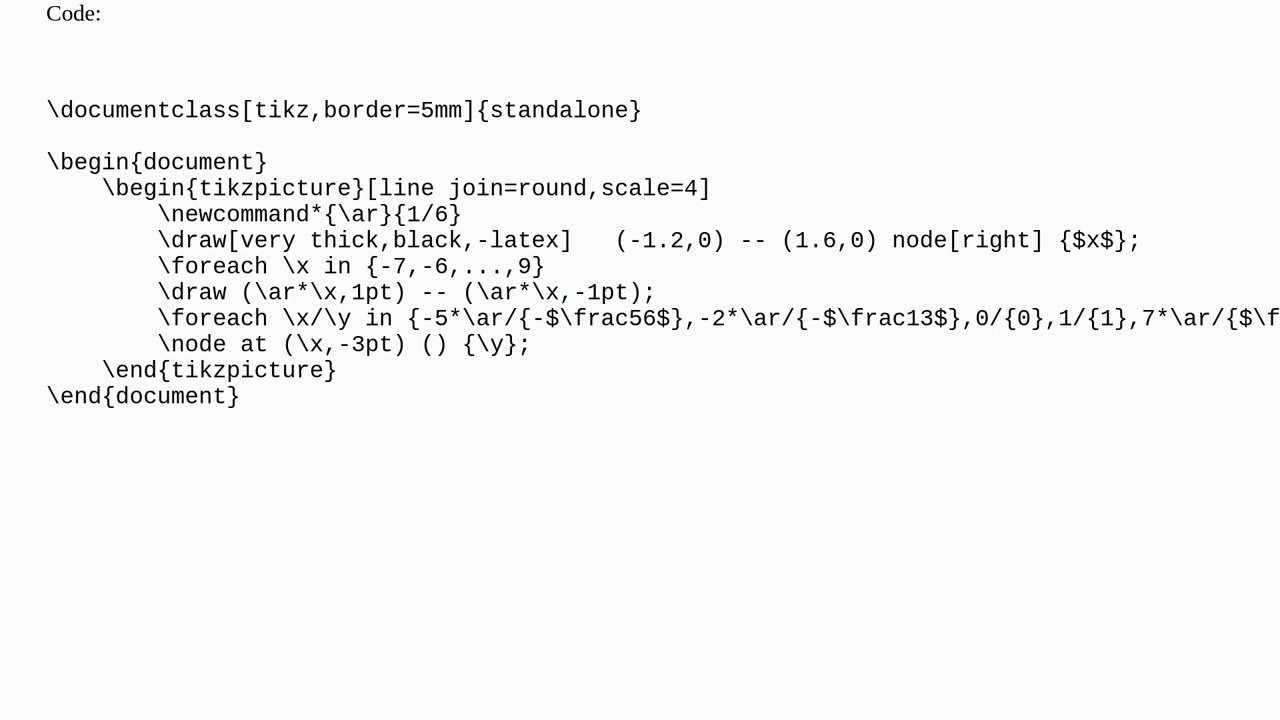 Code:
\documentclass[tikz,border=5mm]{standalone}
\begin{document}
\begin{tikzpicture}[line join=round,scale=4]
\newcommand*{\ar}{1/6}
\draw[very thick,black,-latex]   (-1.2,0) -- (1.6,0) node[right] {$x$};
\foreach \x in {-7,-6,...,9}
\draw (\ar*\x,1pt) -- (\ar*\x,-1pt);
\foreach \x/\y in {-5*\ar/{-$\frac56$},-2*\ar/{-$\frac13$},0/{0},1/{1},7*\ar/{$\f
\node at (\x,-3pt) () {\y};
\end{tikzpicture}
\end{document}